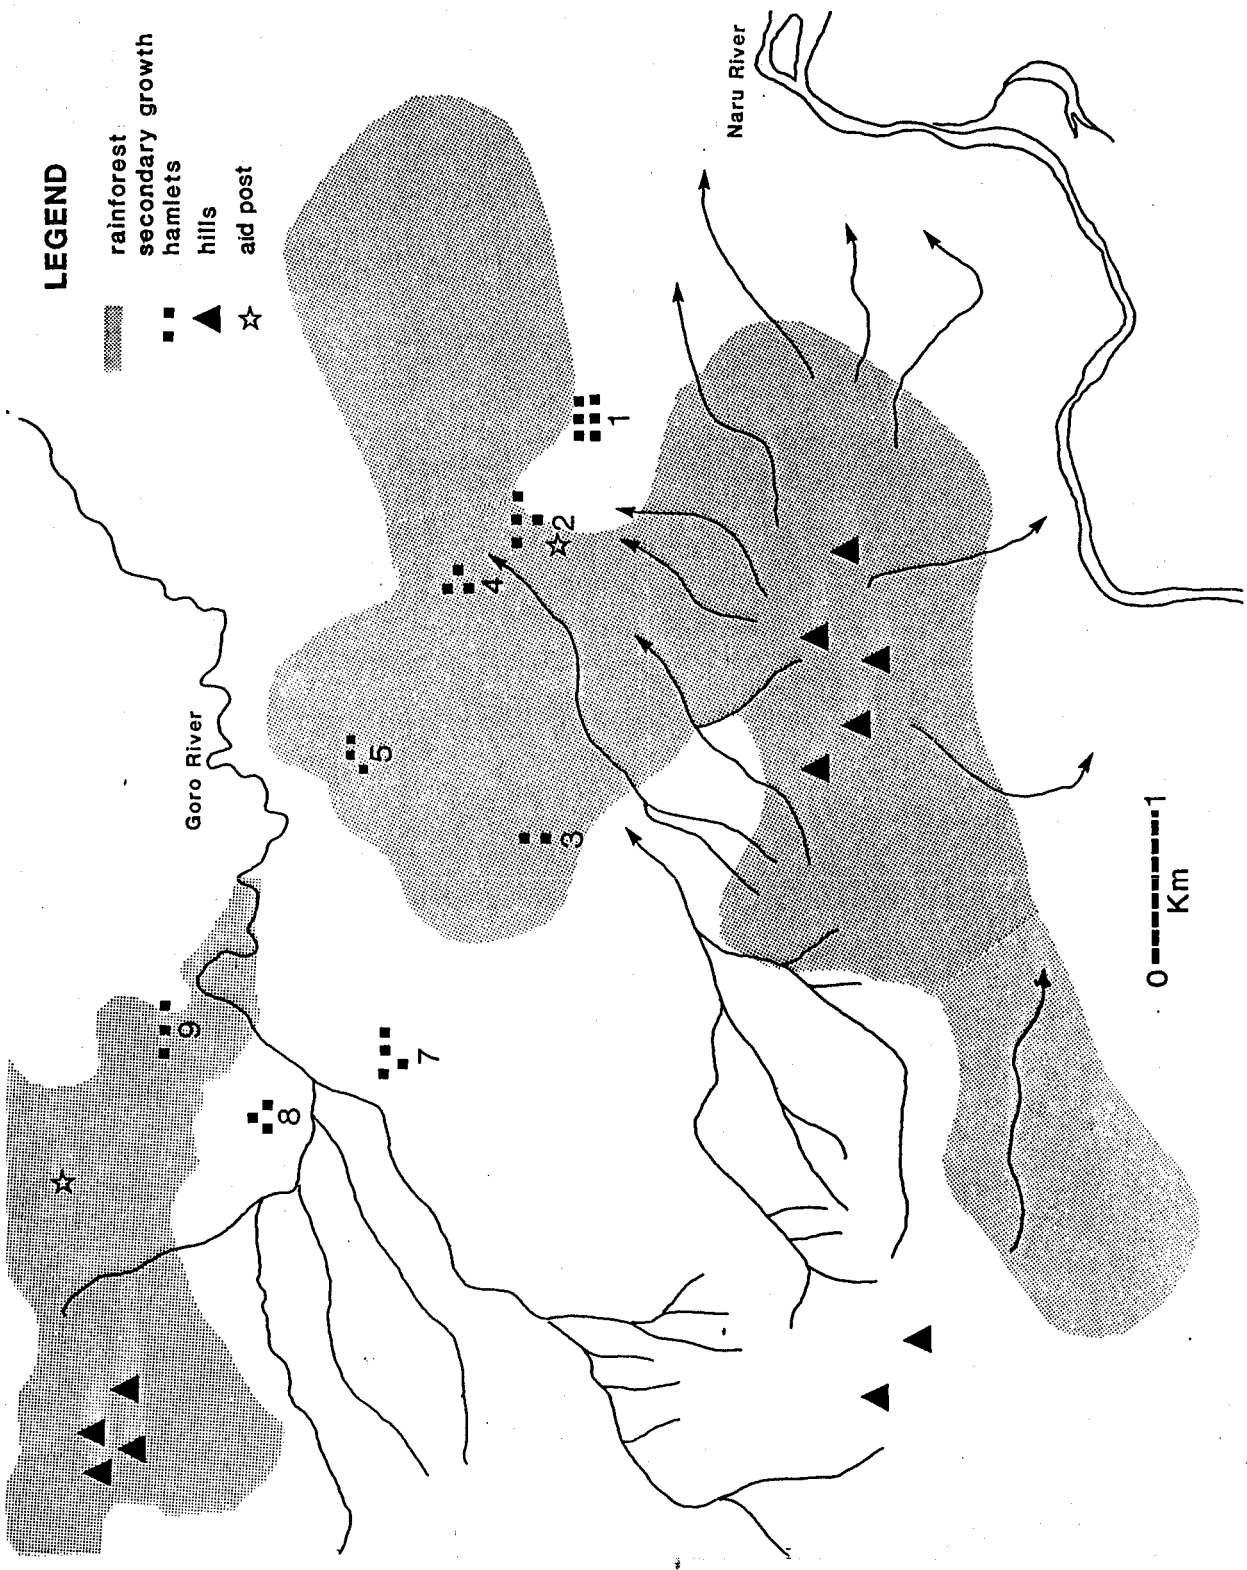 LEGEND
rainforest
secondary growth
hamlets
hills
aid post
Goro River
9
8
5
7
4
2
3
1
Naru River
0 1
Km